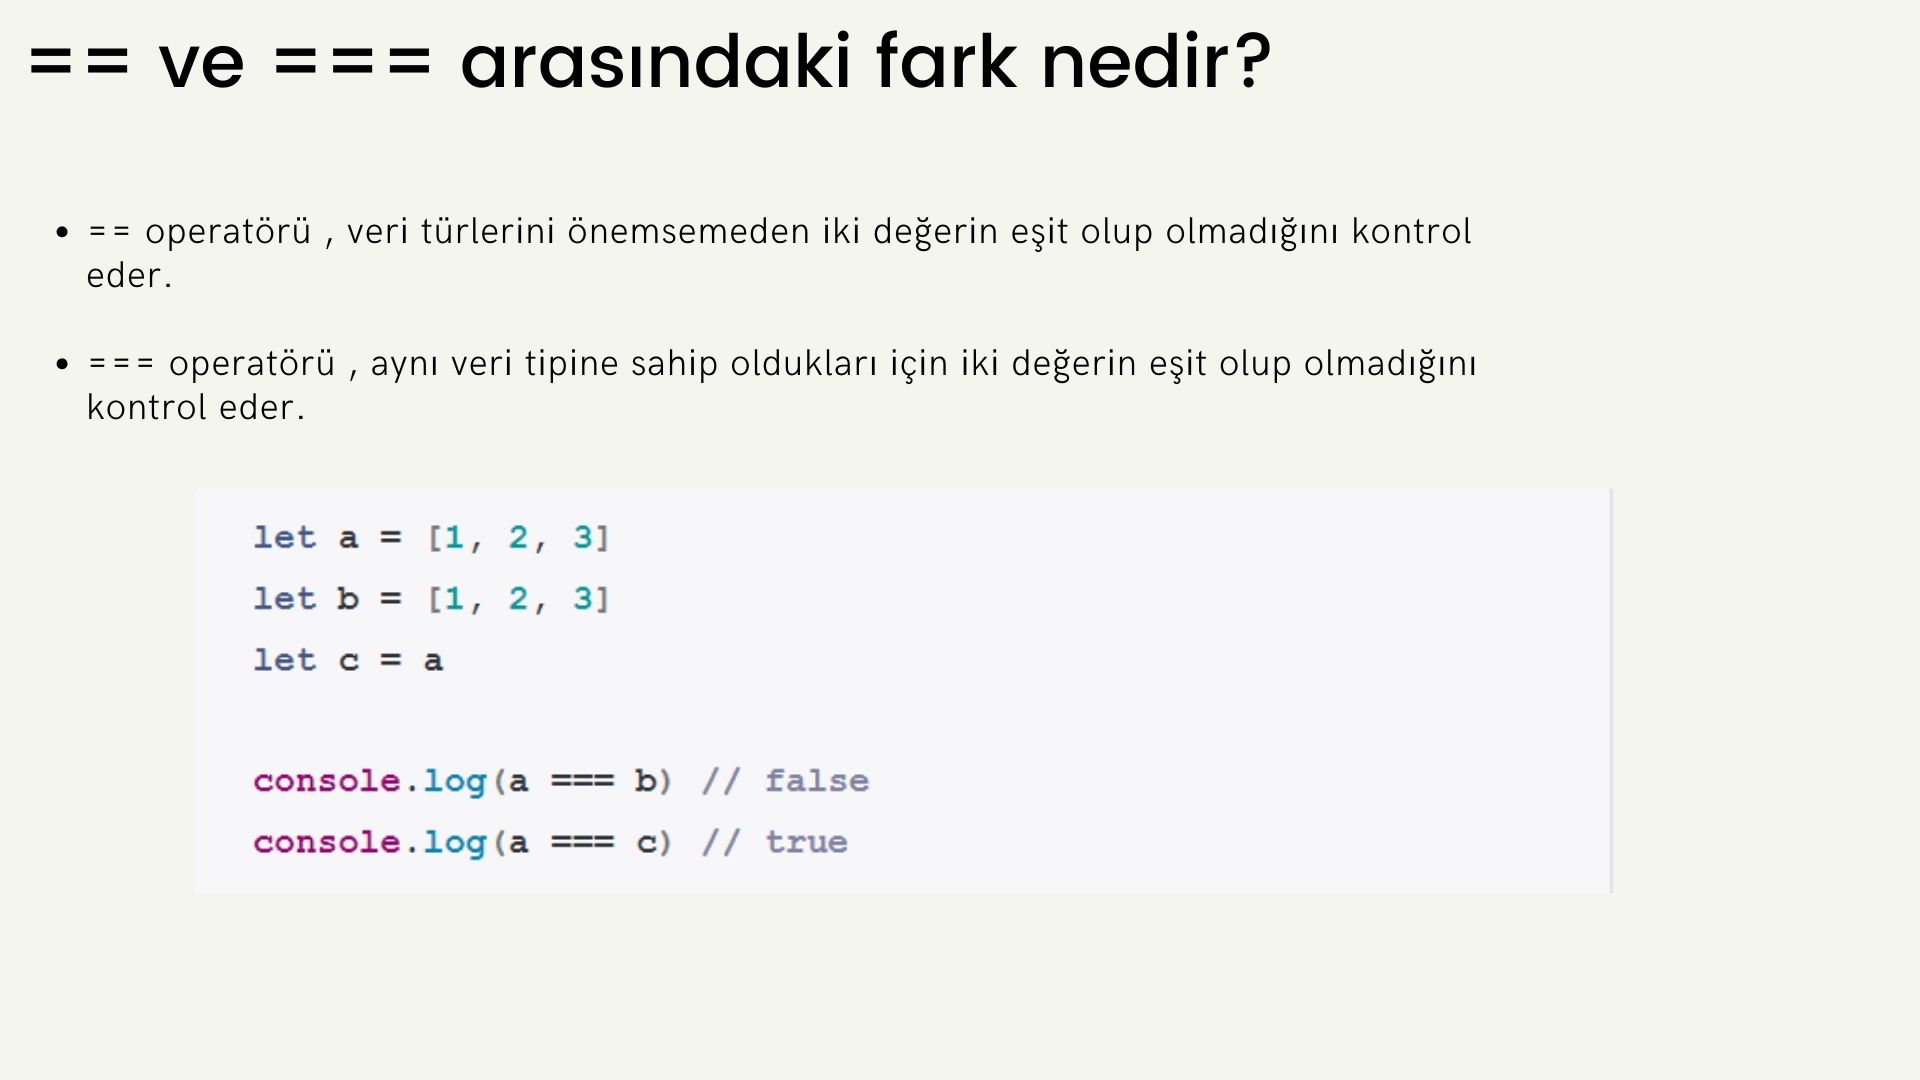 == ve === arasındaki fark nedir?
• == operatörü , veri türlerini önemsemeden iki değerin eşit olup olmadığını kontrol
eder.
• === operatörü , aynı veri tipine sahip oldukları için iki değerin eşit olup olmadığını
kontrol eder.
let a = [1, 2, 3]
let b = [1, 2, 3]
let c = a
console.log(a === b) // false
console.log(a === c) // true